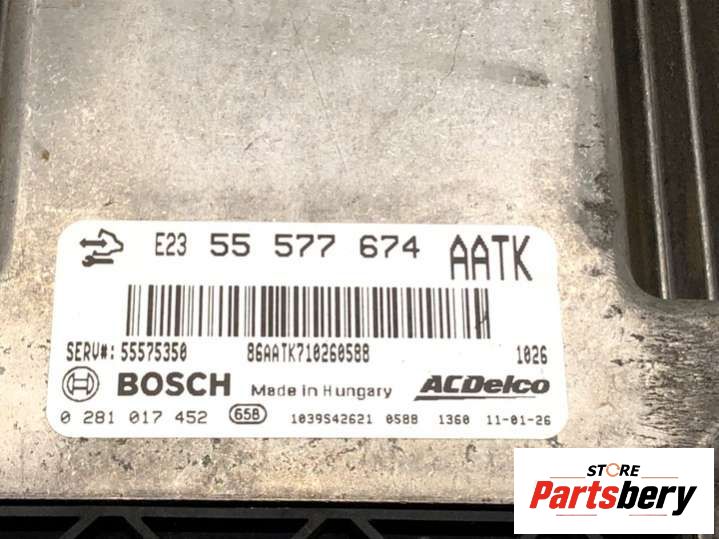 E23 55 577 674 AATK
SERV#: 55575350 86AATK710260588 1026
BOSCH Made in Hungary ACDelco
0 281 017 452 658 1039S42621 0588 1360 11-01-26
STORE
Partsbery